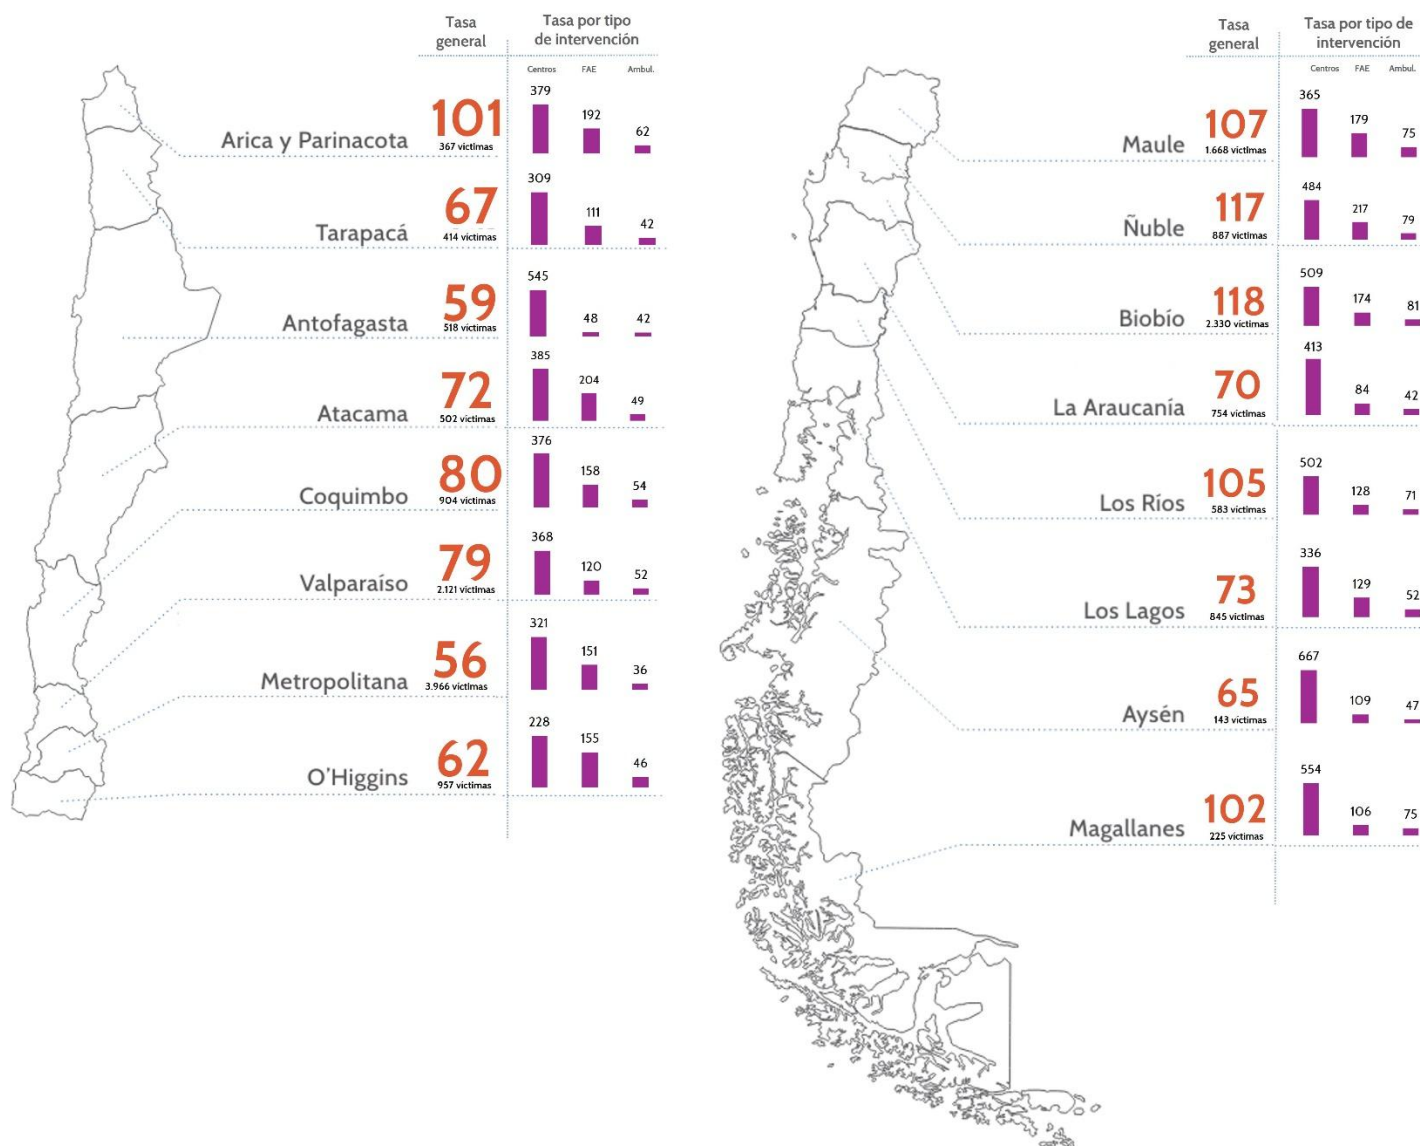 Tasa
general
Tasa por tipo
de intervención
Centros FAE Ambul.
Arica y Parinacota 101 379 192 62
367 víctimas
Tarapacá 67 309 111 42
414 víctimas
Antofagasta 59 545 48 42
518 víctimas
Atacama 72 385 204 49
502 víctimas
Coquimbo 80 376 158 54
904 víctimas
Valparaíso 79 368 120 52
2.121 víctimas
Metropolitana 56 321 151 36
3.966 víctimas
O'Higgins 62 228 155 46
957 víctimas
Tasa
general
Tasa por tipo de
intervención
Centros FAE Ambul.
Maule 107 365 179 75
1.668 víctimas
Ñuble 117 484 217 79
887 víctimas
Biobío 118 509 174 81
2.330 víctimas
La Araucanía 70 413 84 42
754 víctimas
Los Ríos 105 502 128 71
583 víctimas
Los Lagos 73 336 129 52
845 víctimas
Aysén 65 667 109 47
143 víctimas
Magallanes 102 554 106 75
225 víctimas